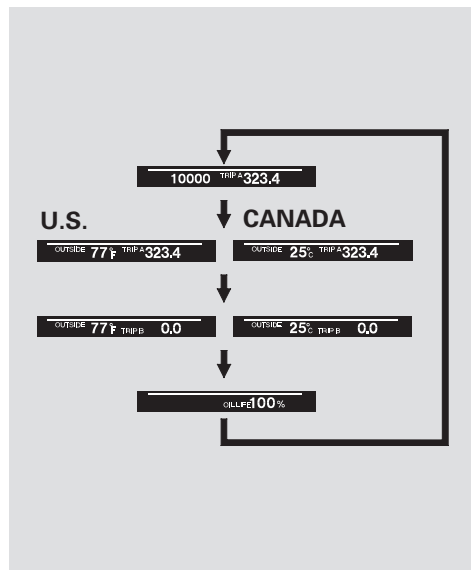 10000 TRIP A 323.4
U.S. CANADA
OUTSIDE 77°F TRIP A 323.4 OUTSIDE 25°C TRIP A 323.4
OUTSIDE 77°F TRIP B 0.0 OUTSIDE 25°C TRIP B 0.0
OIL LIFE 100%